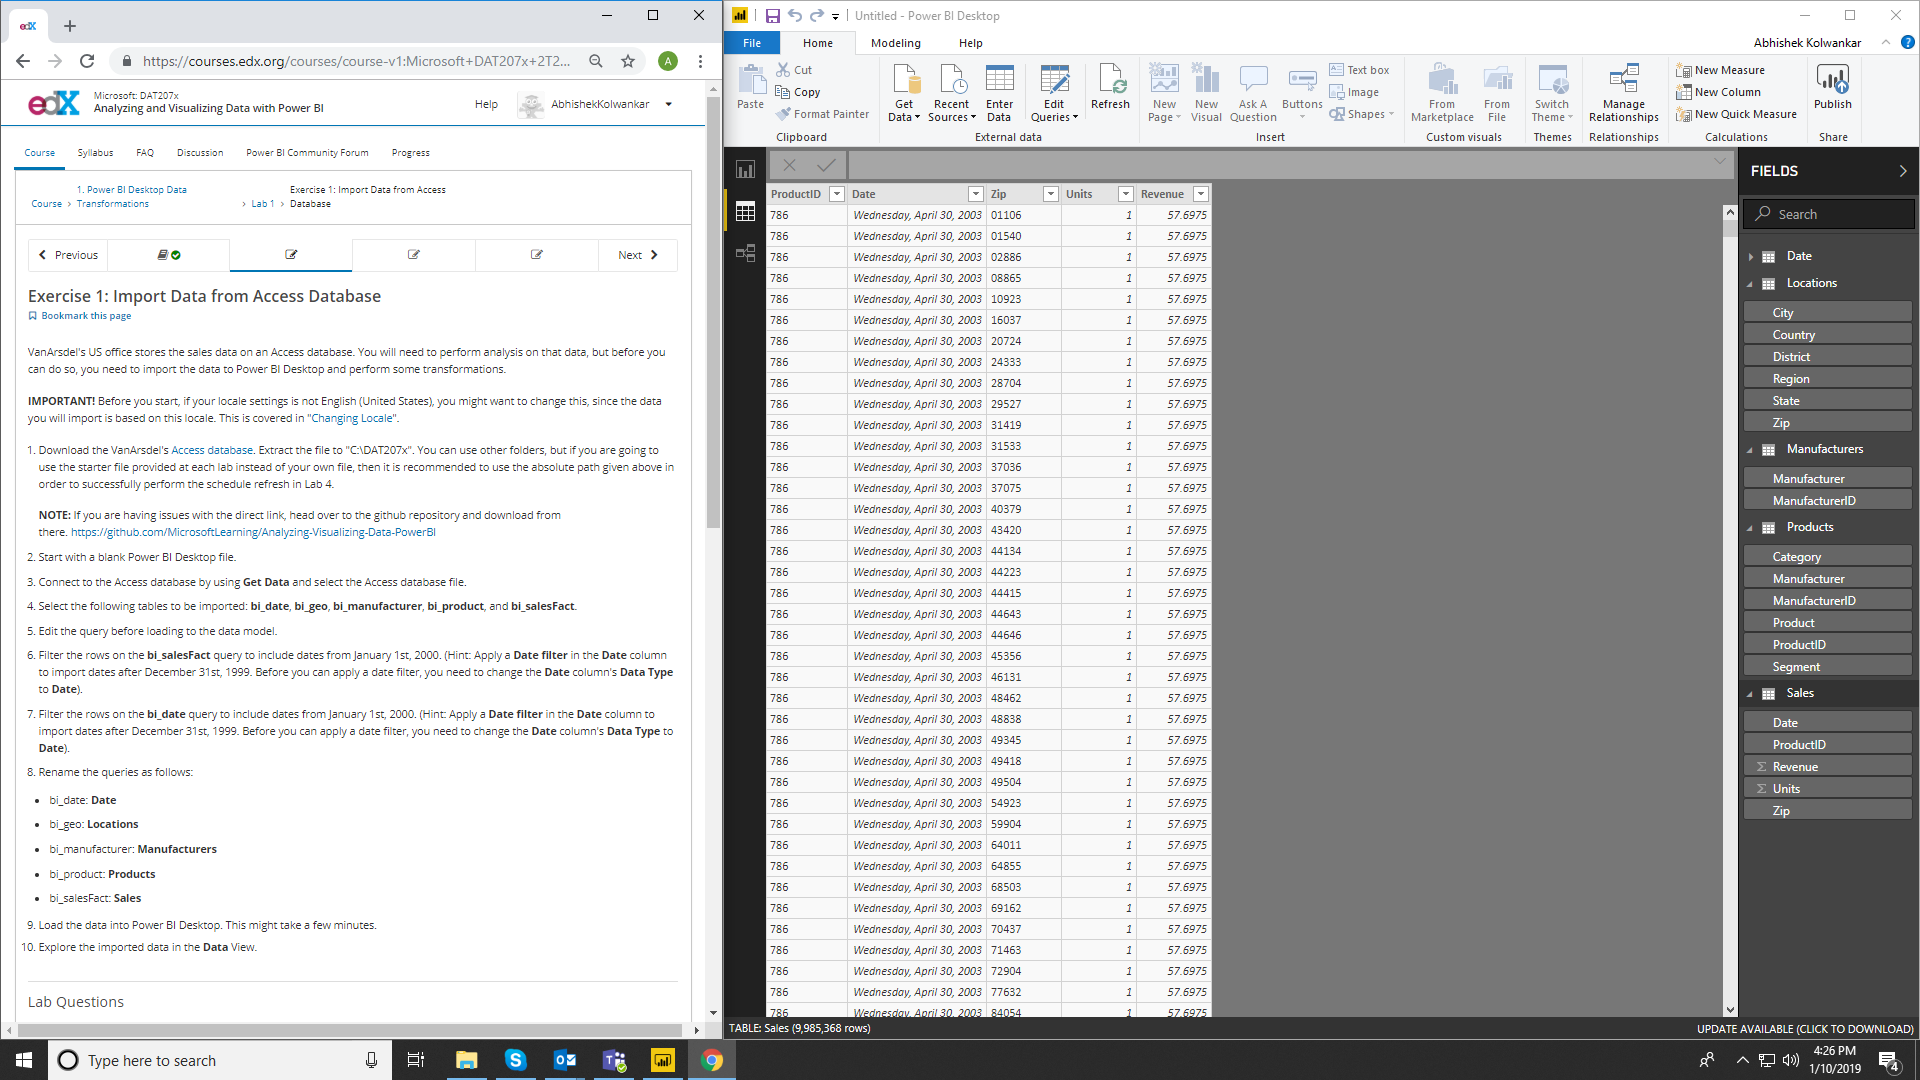 edX
https://courses.edx.org/courses/course-v1:Microsoft+DAT207x+2T2...
A
edX
Microsoft: DAT207x
Analyzing and Visualizing Data with Power BI
Help
AbhishekKolwankar
Course
Syllabus
FAQ
Discussion
Power BI Community Forum
Progress
Course > 1. Power BI Desktop Data Transformations > Lab 1 > Exercise 1: Import Data from Access Database
Previous
Next
Exercise 1: Import Data from Access Database
Bookmark this page
VanArsdel's US office stores the sales data on an Access database. You will need to perform analysis on that data, but before you
can do so, you need to import the data to Power BI Desktop and perform some transformations.
IMPORTANT! Before you start, if your locale settings is not English (United States), you might want to change this, since the data
you will import is based on this locale. This is covered in "Changing Locale".
1. Download the VanArsdel's Access database. Extract the file to "C:\DAT207x". You can use other folders, but if you are going to
use the starter file provided at each lab instead of your own file, then it is recommended to use the absolute path given above in
order to successfully perform the schedule refresh in Lab 4.
NOTE: If you are having issues with the direct link, head over to the github repository and download from
there. https://github.com/MicrosoftLearning/Analyzing-Visualizing-Data-PowerBI
2. Start with a blank Power BI Desktop file.
3. Connect to the Access database by using Get Data and select the Access database file.
4. Select the following tables to be imported: bi_date, bi_geo, bi_manufacturer, bi_product, and bi_salesFact.
5. Edit the query before loading to the data model.
6. Filter the rows on the bi_salesFact query to include dates from January 1st, 2000. (Hint: Apply a Date filter in the Date column
to import dates after December 31st, 1999. Before you can apply a date filter, you need to change the Date column's Data Type
to Date).
7. Filter the rows on the bi_date query to include dates from January 1st, 2000. (Hint: Apply a Date filter in the Date column to
import dates after December 31st, 1999. Before you can apply a date filter, you need to change the Date column's Data Type to
Date).
8. Rename the queries as follows:
• bi_date: Date
• bi_geo: Locations
• bi_manufacturer: Manufacturers
• bi_product: Products
• bi_salesFact: Sales
9. Load the data into Power BI Desktop. This might take a few minutes.
10. Explore the imported data in the Data View.
Lab Questions
Untitled - Power BI Desktop
File
Home
Modeling
Help
Abhishek Kolwankar
Paste
Cut
Copy
Format Painter
Clipboard
Get Data
Recent Sources
Enter Data
Edit Queries
Refresh
External data
New Page
New Visual
Ask A Question
Buttons
Text box
Image
Shapes
Insert
From Marketplace
From File
Custom visuals
Switch Theme
Themes
Manage Relationships
Relationships
New Measure
New Column
New Quick Measure
Calculations
Publish
Share
ProductID Date Zip Units Revenue
786 Wednesday, April 30, 2003 01106 1 57.6975
786 Wednesday, April 30, 2003 01540 1 57.6975
786 Wednesday, April 30, 2003 02886 1 57.6975
786 Wednesday, April 30, 2003 08865 1 57.6975
786 Wednesday, April 30, 2003 10923 1 57.6975
786 Wednesday, April 30, 2003 16037 1 57.6975
786 Wednesday, April 30, 2003 20724 1 57.6975
786 Wednesday, April 30, 2003 24333 1 57.6975
786 Wednesday, April 30, 2003 28704 1 57.6975
786 Wednesday, April 30, 2003 29527 1 57.6975
786 Wednesday, April 30, 2003 31419 1 57.6975
786 Wednesday, April 30, 2003 31533 1 57.6975
786 Wednesday, April 30, 2003 37036 1 57.6975
786 Wednesday, April 30, 2003 37075 1 57.6975
786 Wednesday, April 30, 2003 40379 1 57.6975
786 Wednesday, April 30, 2003 43420 1 57.6975
786 Wednesday, April 30, 2003 44134 1 57.6975
786 Wednesday, April 30, 2003 44223 1 57.6975
786 Wednesday, April 30, 2003 44415 1 57.6975
786 Wednesday, April 30, 2003 44643 1 57.6975
786 Wednesday, April 30, 2003 44646 1 57.6975
786 Wednesday, April 30, 2003 45356 1 57.6975
786 Wednesday, April 30, 2003 46131 1 57.6975
786 Wednesday, April 30, 2003 48462 1 57.6975
786 Wednesday, April 30, 2003 48838 1 57.6975
786 Wednesday, April 30, 2003 49345 1 57.6975
786 Wednesday, April 30, 2003 49418 1 57.6975
786 Wednesday, April 30, 2003 49504 1 57.6975
786 Wednesday, April 30, 2003 54923 1 57.6975
786 Wednesday, April 30, 2003 59904 1 57.6975
786 Wednesday, April 30, 2003 64011 1 57.6975
786 Wednesday, April 30, 2003 64855 1 57.6975
786 Wednesday, April 30, 2003 68503 1 57.6975
786 Wednesday, April 30, 2003 69162 1 57.6975
786 Wednesday, April 30, 2003 70437 1 57.6975
786 Wednesday, April 30, 2003 71463 1 57.6975
786 Wednesday, April 30, 2003 72904 1 57.6975
786 Wednesday, April 30, 2003 77632 1 57.6975
786 Wednesday, April 30, 2003 84054 1 57.6975
TABLE: Sales (9,985,368 rows)
UPDATE AVAILABLE (CLICK TO DOWNLOAD)
FIELDS
Search
Date
Locations
City
Country
District
Region
State
Zip
Manufacturers
Manufacturer
ManufacturerID
Products
Category
Manufacturer
ManufacturerID
Product
ProductID
Segment
Sales
Date
ProductID
Σ Revenue
Σ Units
Zip
Type here to search
4:26 PM
1/10/2019
4